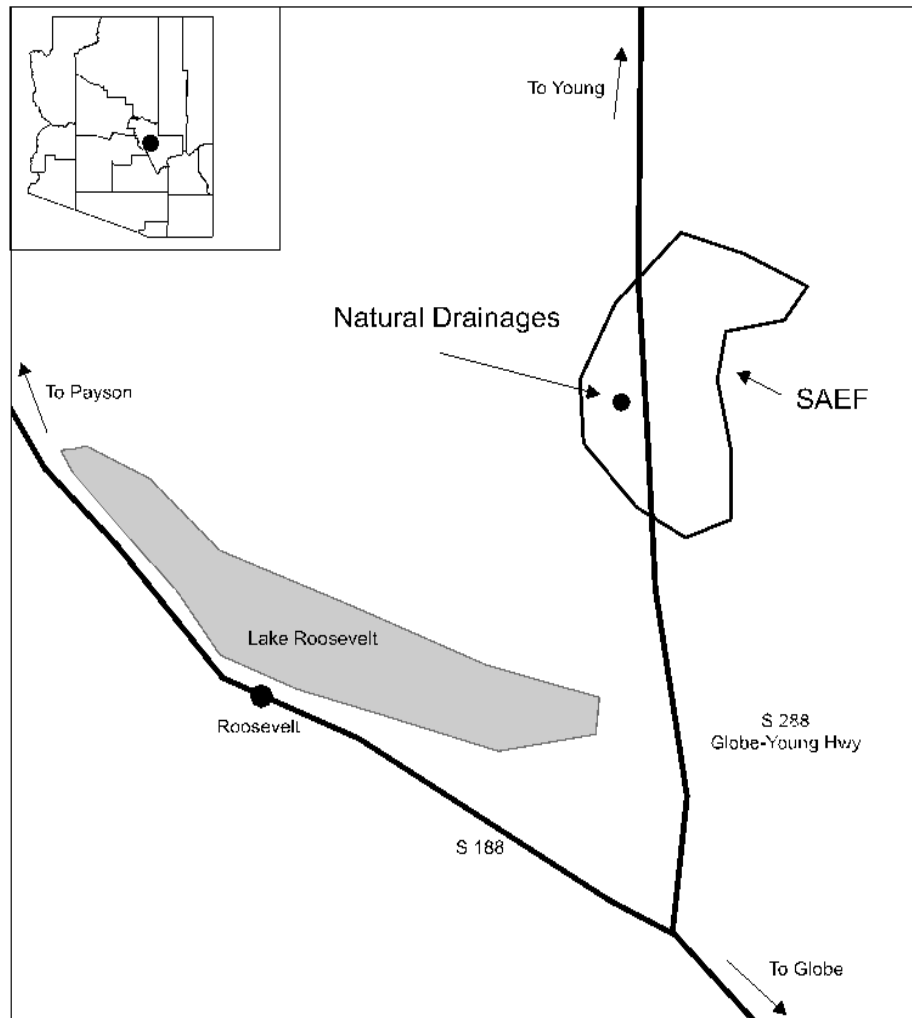 To Young
Natural Drainages
To Payson
SAEF
Lake Roosevelt
Roosevelt
S 288
Globe-Young Hwy
S 188
To Globe